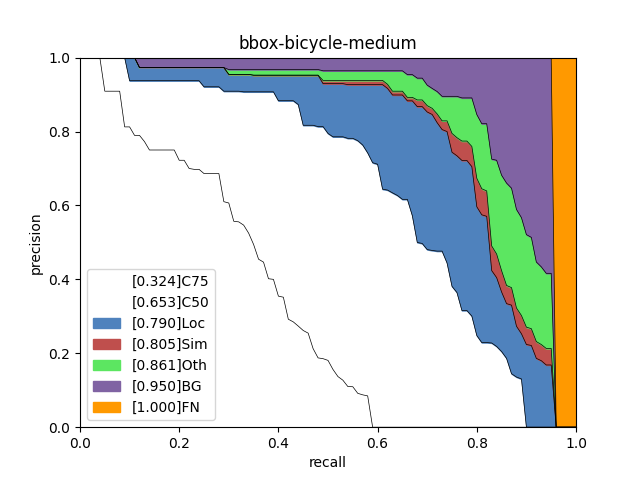 bbox-bicycle-medium
precision
1.0
0.8
0.6
0.4
0.2
0.0
[0.324]C75
[0.653]C50
[0.790]Loc
[0.805]Sim
[0.861]Oth
[0.950]BG
[1.000]FN
0.0 0.2 0.4 0.6 0.8 1.0
recall